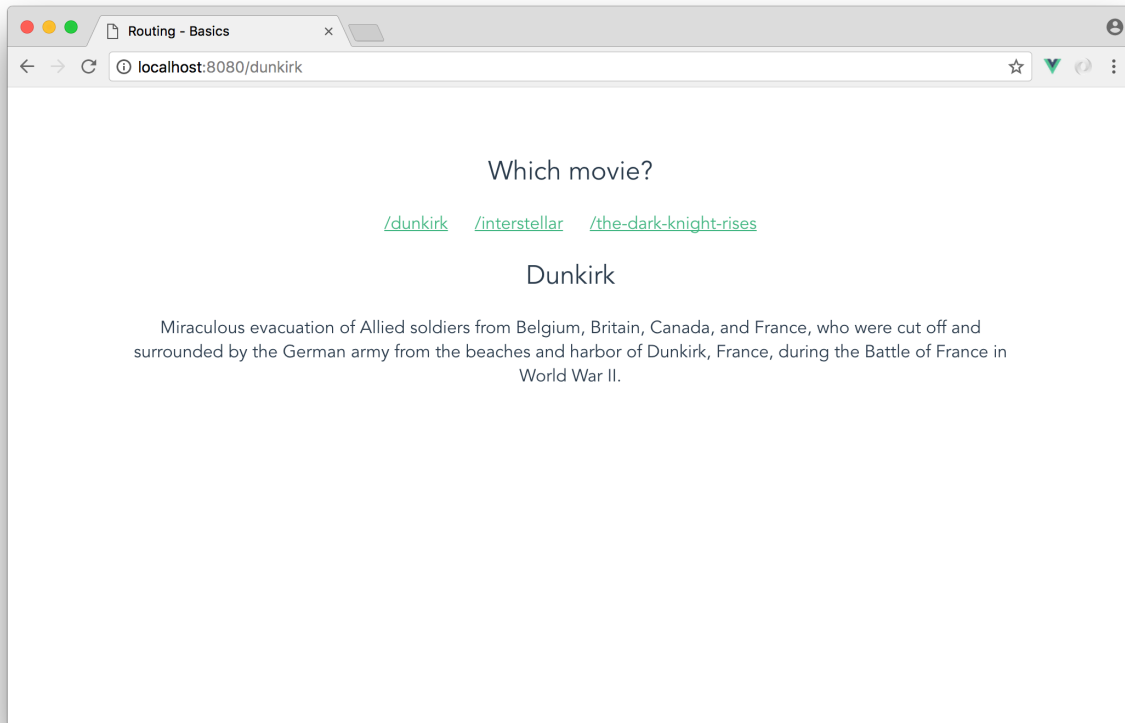 Routing - Basics
localhost:8080/dunkirk
Which movie?
/dunkirk /interstellar /the-dark-knight-rises
Dunkirk
Miraculous evacuation of Allied soldiers from Belgium, Britain, Canada, and France, who were cut off and
surrounded by the German army from the beaches and harbor of Dunkirk, France, during the Battle of France in
World War II.